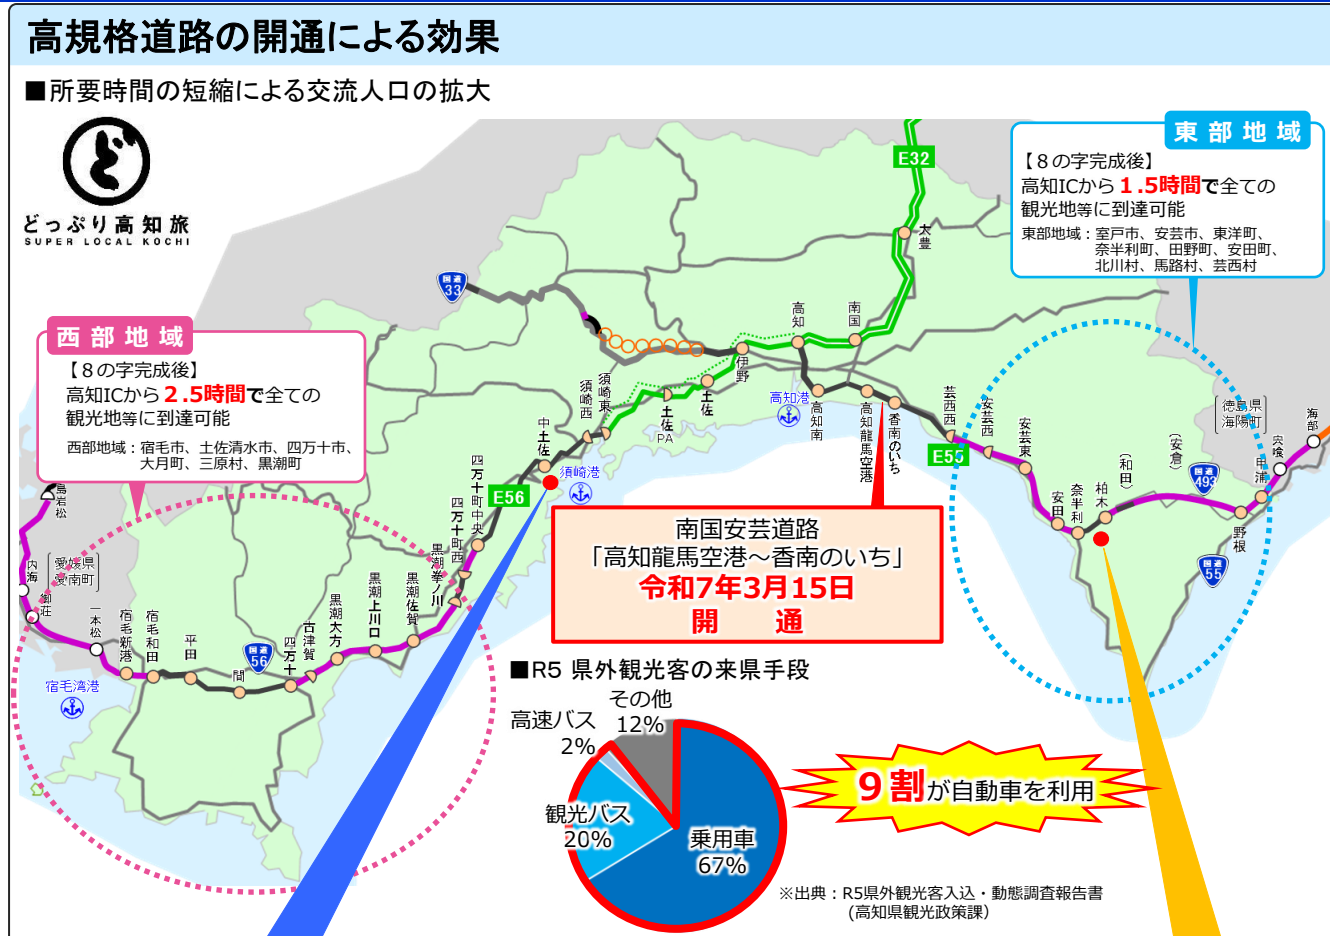 高規格道路の開通による効果
■所要時間の短縮による交流人口の拡大
ど
どっぷり高知旅
SUPER LOCAL KOCHI
東部地域
【８の字完成後】
高知ICから1.5時間で全ての
観光地等に到達可能
東部地域：室戸市、安芸市、東洋町、
奈半利町、田野町、安田町、
北川村、馬路村、芸西村
西部地域
【８の字完成後】
高知ICから2.5時間で全ての
観光地等に到達可能
西部地域：宿毛市、土佐清水市、四万十市、
大月町、三原村、黒潮町
E32
大豊
国道
33
高知
南国
伊野
土佐
土佐
PA
須崎東
須崎西
中土佐
須崎港
高知港
高知南
高知龍馬空港
香南のいち
芸西西
E55
安芸西
安芸東
安田
奈半利
柏木
（和田）
（安倉）
国道
493
野根
甲浦
宍喰
海部
徳島県
海陽町
国道
55
E56
四万十町中央
四万十町西
黒潮拳ノ川
黒潮佐賀
黒潮上川口
黒潮大方
古津賀
四万十
国道
56
間
平田
宿毛和田
宿毛新港
一本松
御荘
内海
愛媛県
愛南町
島岩松
宿毛湾港
南国安芸道路
「高知龍馬空港～香南のいち」
令和7年3月15日
開　通
■R5 県外観光客の来県手段
その他
12%
高速バス
2%
観光バス
20%
乗用車
67%
９割が自動車を利用
※出典：R5県外観光客入込・動態調査報告書
(高知県観光政策課）